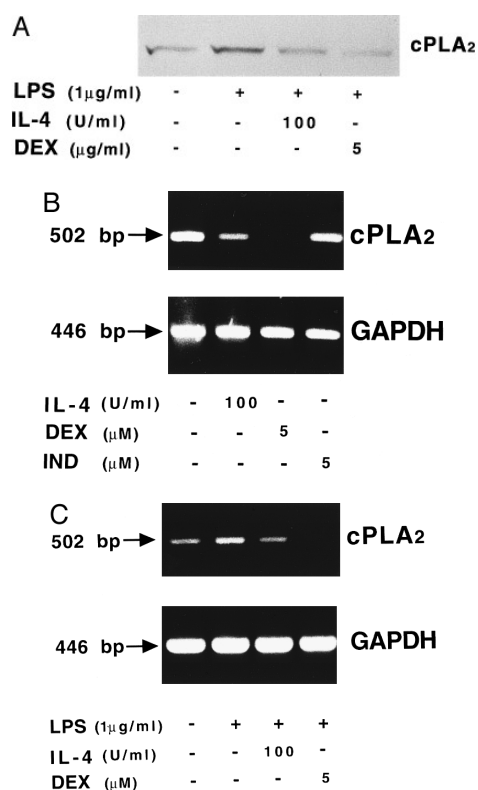 A
cPLA2
LPS (1µg/ml) - + + +
IL-4 (U/ml) - - 100 -
DEX (µg/ml) - - - 5
B
502 bp cPLA2
446 bp GAPDH
IL-4 (U/ml) - 100 - -
DEX (µM) - - 5 -
IND (µM) - - - 5
C
502 bp cPLA2
446 bp GAPDH
LPS (1µg/ml) - + + +
IL-4 (U/ml) - - 100 -
DEX (µM) - - - 5